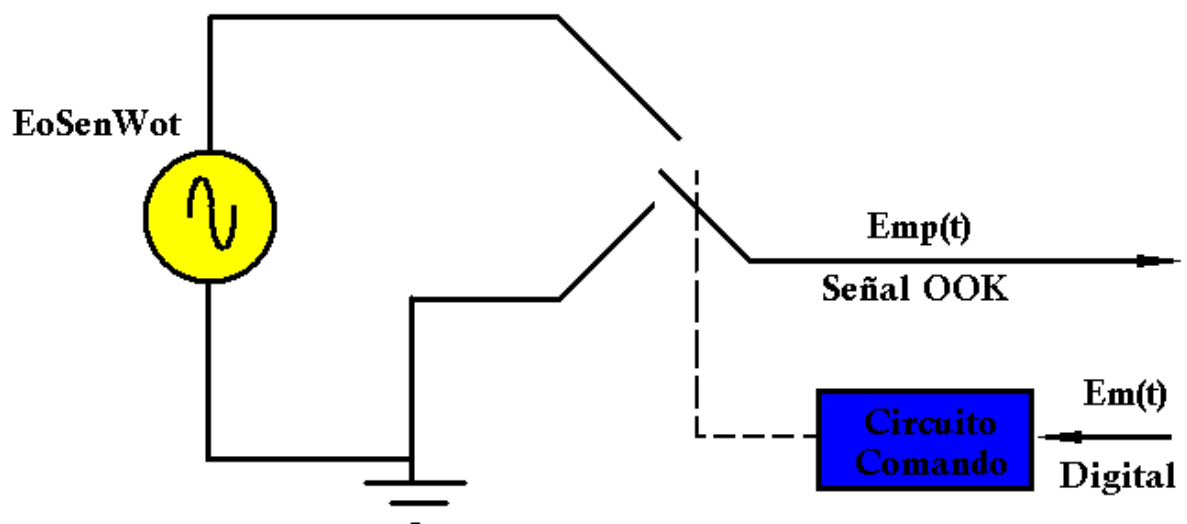 EoSenWot
Emp(t)
Señal OOK
Em(t)
Circuito
Comando
Digital